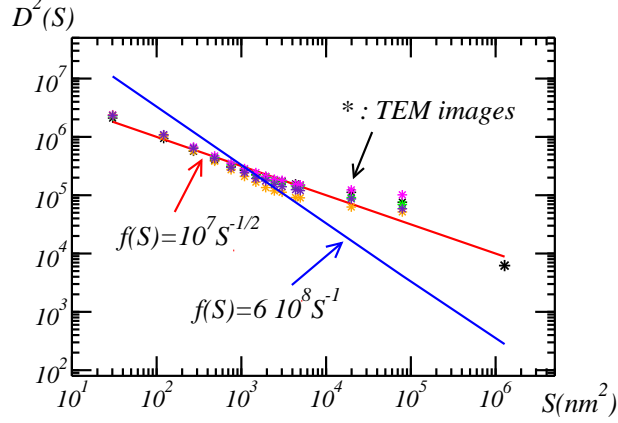 D²(S)
10⁷
10⁶
10⁵
10⁴
10³
10²
* : TEM images
f(S)=10⁷S⁻¹/²
f(S)=6 10⁸S⁻¹
10¹ 10² 10³ 10⁴ 10⁵ 10⁶ S(nm²)